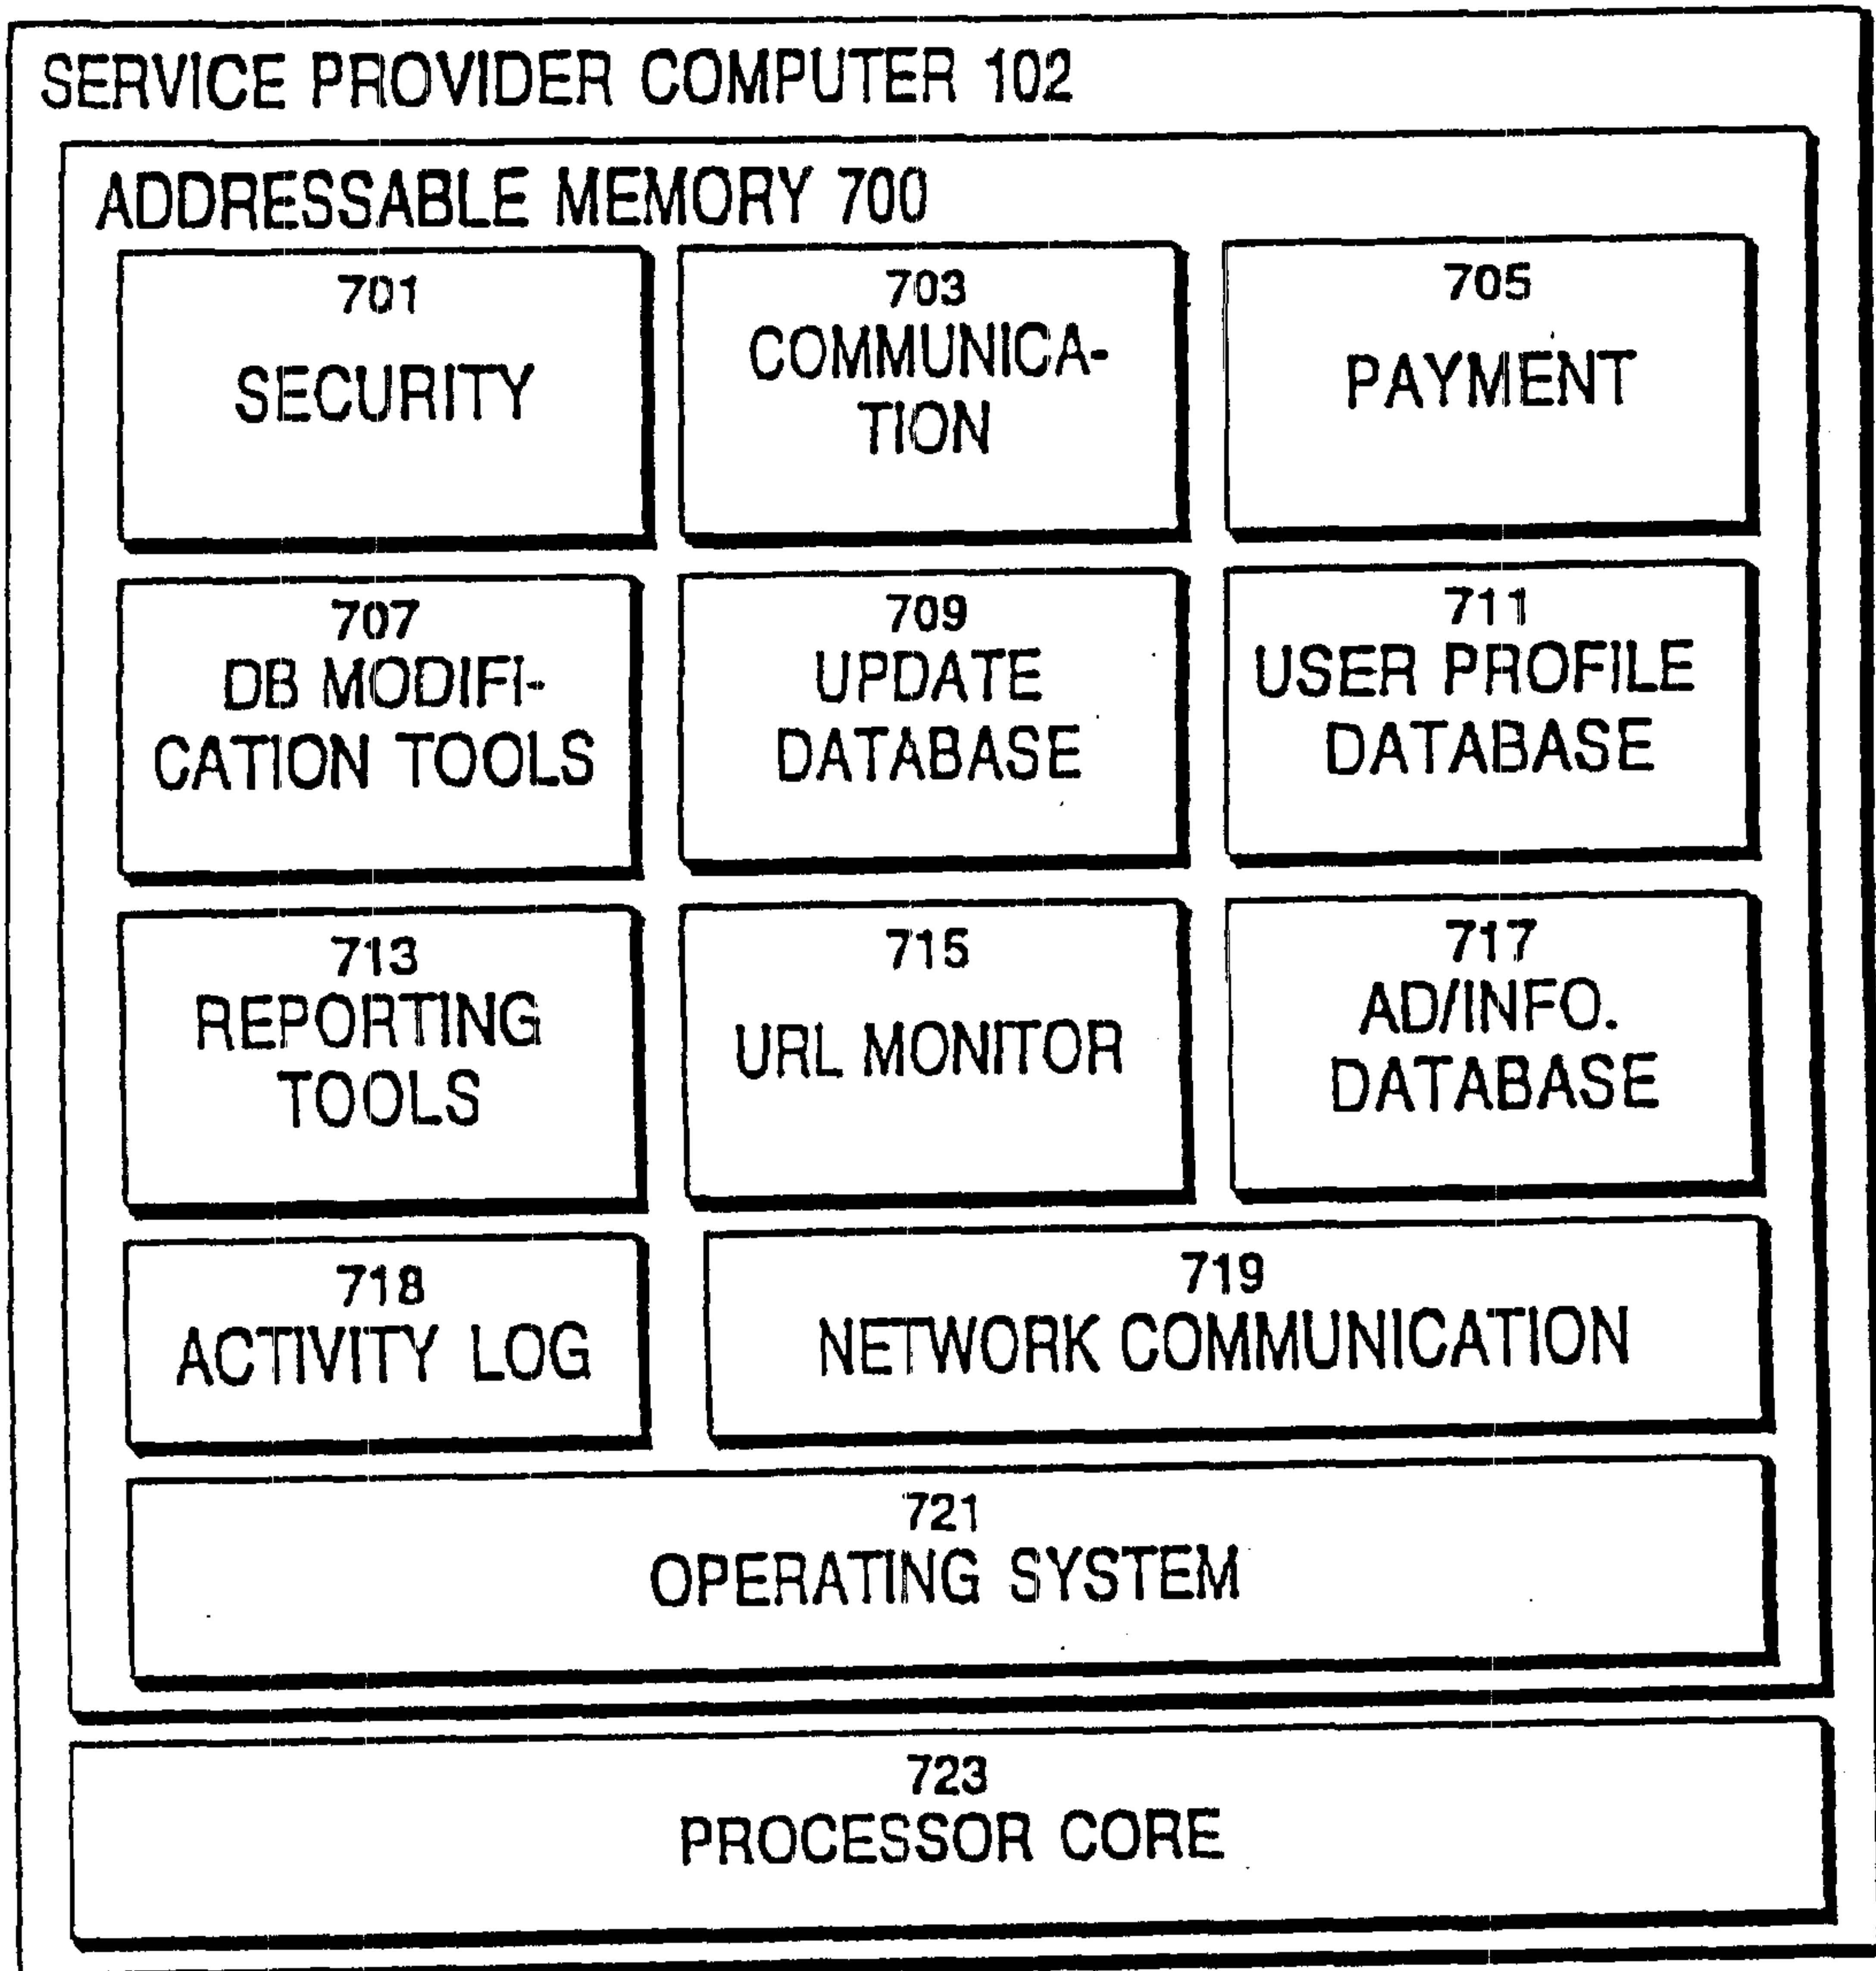 SERVICE PROVIDER COMPUTER 102
ADDRESSABLE MEMORY 700
701
SECURITY
703
COMMUNICA-
TION
705
PAYMENT
707
DB MODIFI-
CATION TOOLS
709
UPDATE
DATABASE
711
USER PROFILE
DATABASE
713
REPORTING
TOOLS
715
URL MONITOR
717
AD/INFO.
DATABASE
718
ACTIVITY LOG
719
NETWORK COMMUNICATION
721
OPERATING SYSTEM
723
PROCESSOR CORE